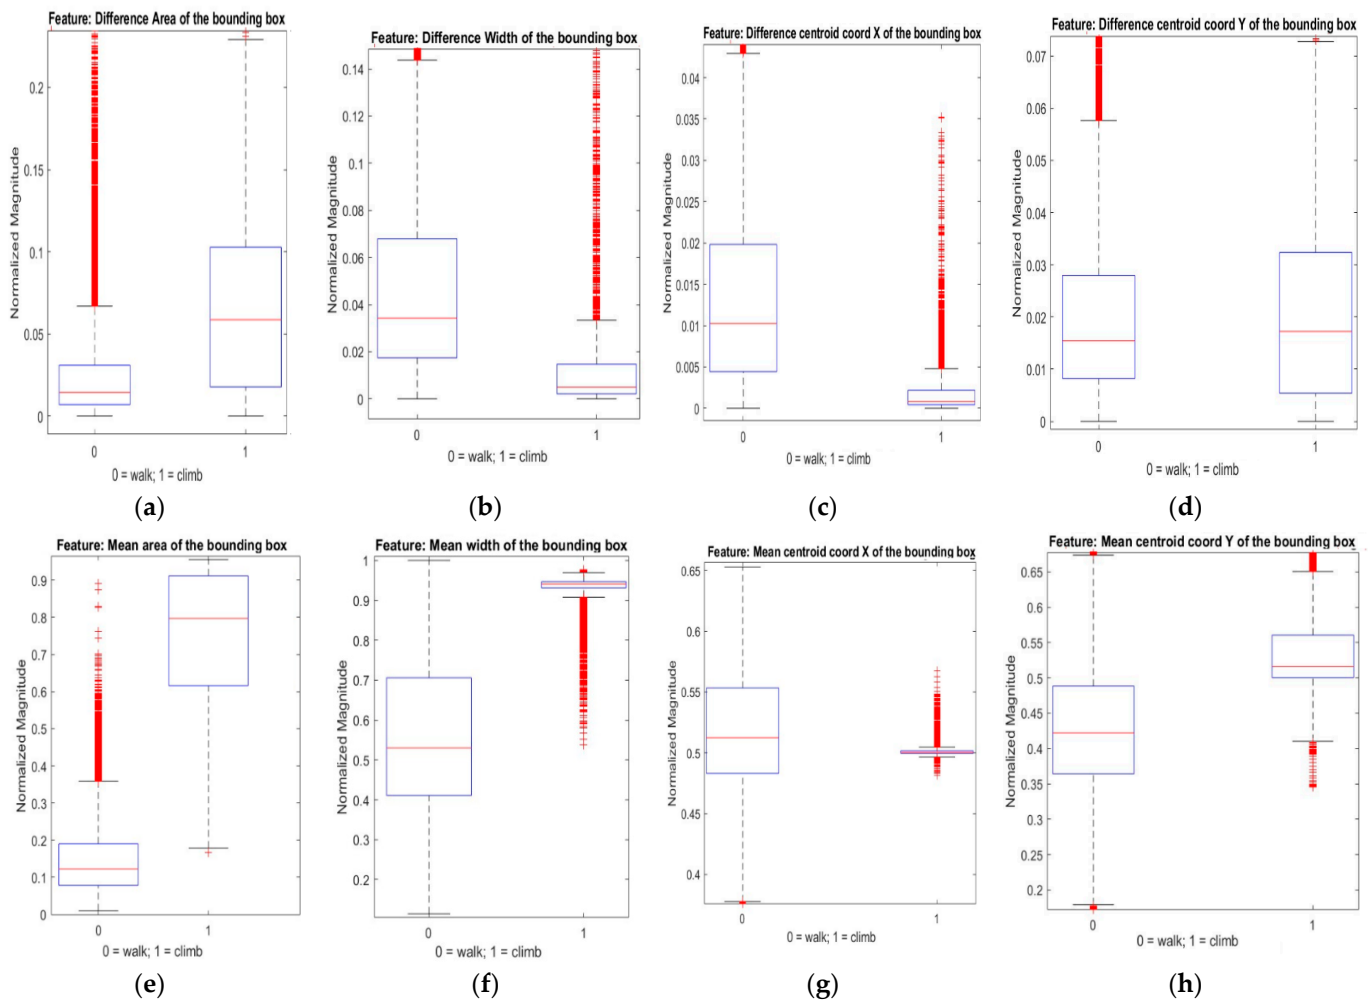 Feature: Difference Area of the bounding box
Normalized Magnitude
0.2
0.15
0.1
0.05
0
0 1
0 = walk; 1 = climb
(a)
Feature: Difference Width of the bounding box
Normalized Magnitude
0.14
0.12
0.1
0.08
0.06
0.04
0.02
0
0 1
0 = walk; 1 = climb
(b)
Feature: Difference centroid coord X of the bounding box
Normalized Magnitude
0.04
0.035
0.03
0.025
0.02
0.015
0.01
0.005
0
0 1
0 = walk; 1 = climb
(c)
Feature: Difference centroid coord Y of the bounding box
Normalized Magnitude
0.07
0.06
0.05
0.04
0.03
0.02
0.01
0
0 1
0 = walk; 1 = climb
(d)
Feature: Mean area of the bounding box
Normalized Magnitude
0.9
0.8
0.7
0.6
0.5
0.4
0.3
0.2
0.1
0
0 1
0 = walk; 1 = climb
(e)
Feature: Mean width of the bounding box
Normalized Magnitude
1
0.9
0.8
0.7
0.6
0.5
0.4
0.3
0.2
0 1
0 = walk; 1 = climb
(f)
Feature: Mean centroid coord X of the bounding box
Normalized Magnitude
0.65
0.6
0.55
0.5
0.45
0.4
0 1
0 = walk; 1 = climb
(g)
Feature: Mean centroid coord Y of the bounding box
Normalized Magnitude
0.65
0.6
0.55
0.5
0.45
0.4
0.35
0.3
0.25
0.2
0 1
0 = walk; 1 = climb
(h)